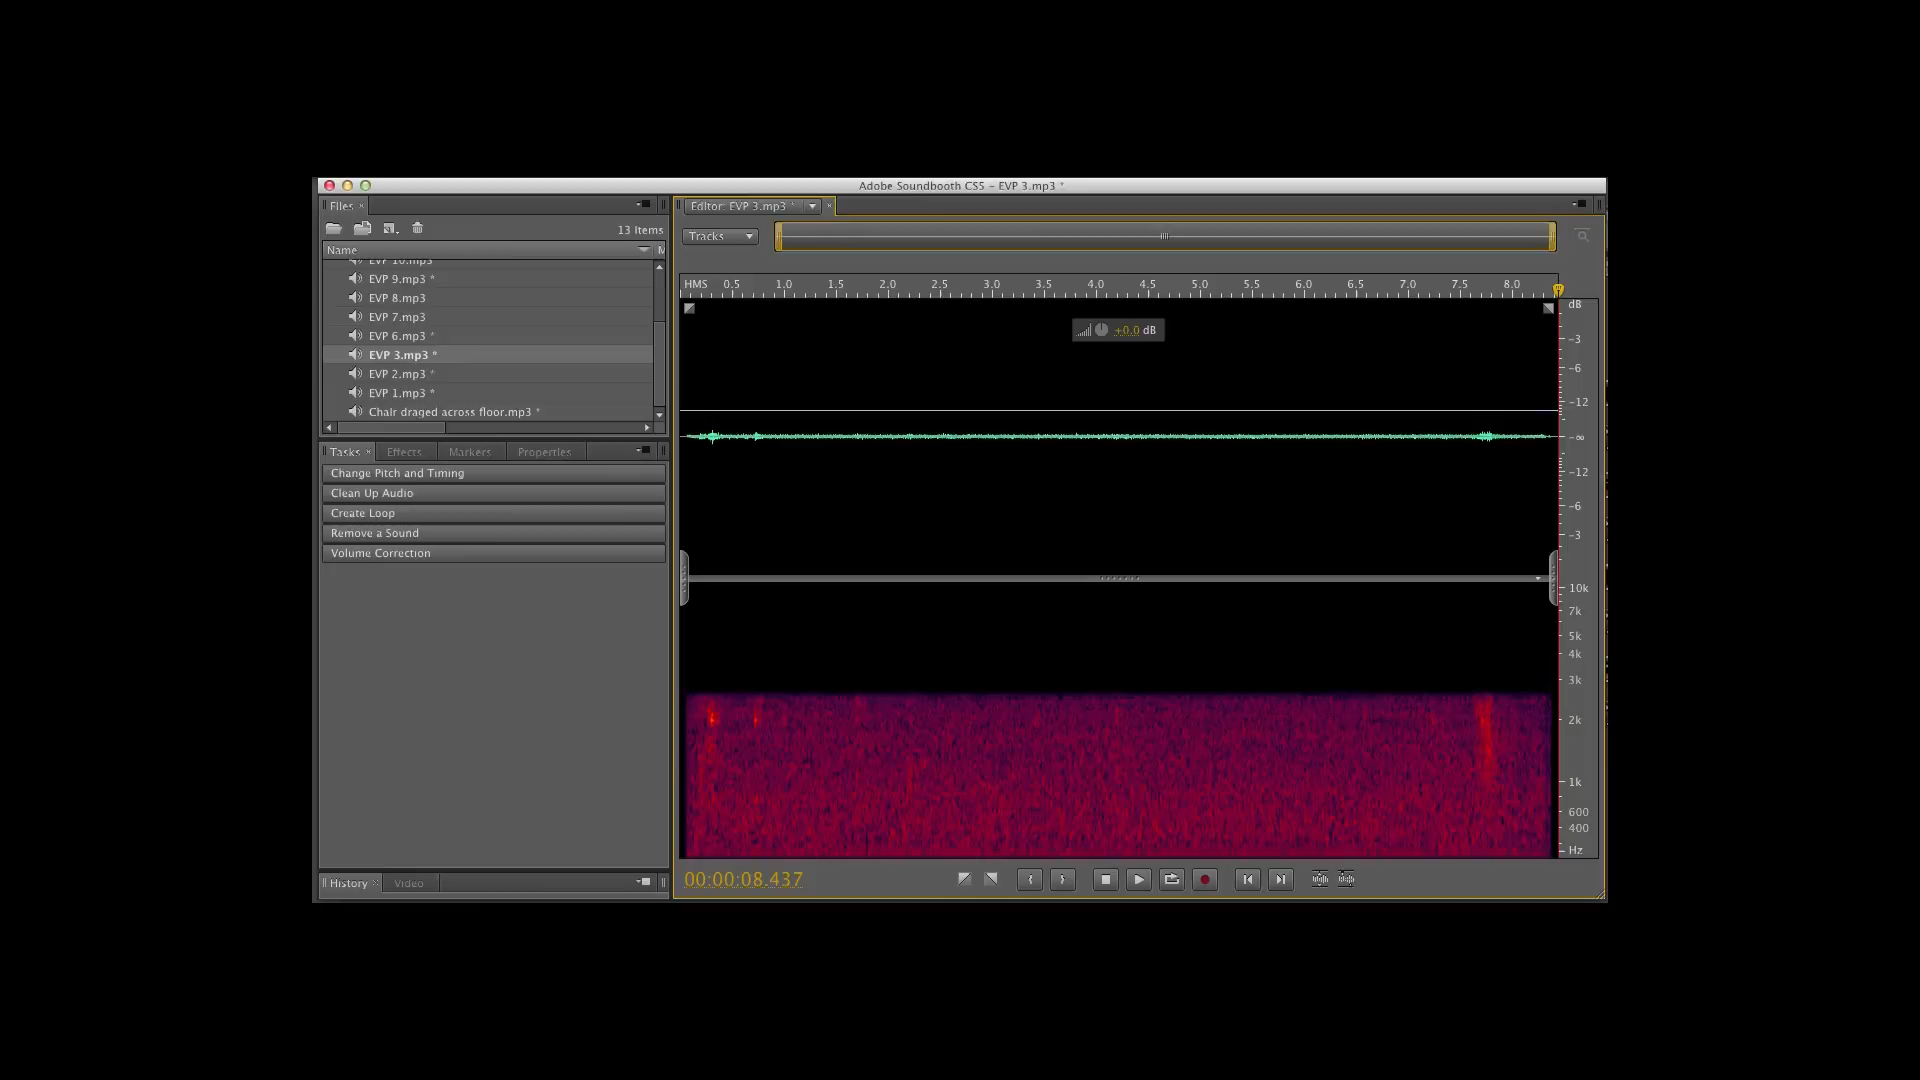 Adobe Soundbooth CS5 - EVP 3.mp3 *
Files ×
Editor: EVP 3.mp3 * ×
13 Items
Tracks
Name M
EVP 10.mp3
EVP 9.mp3 *
EVP 8.mp3
EVP 7.mp3
EVP 6.mp3 *
EVP 3.mp3 *
EVP 2.mp3 *
EVP 1.mp3 *
Chair draged across floor.mp3 *
HMS 0.5 1.0 1.5 2.0 2.5 3.0 3.5 4.0 4.5 5.0 5.5 6.0 6.5 7.0 7.5 8.0
+0.0 dB
dB
-3
-6
-12
-∞
-12
-6
-3
10k
7k
5k
4k
3k
2k
1k
600
400
Hz
Tasks × Effects Markers Properties
Change Pitch and Timing
Clean Up Audio
Create Loop
Remove a Sound
Volume Correction
History × Video
00:00:08.437